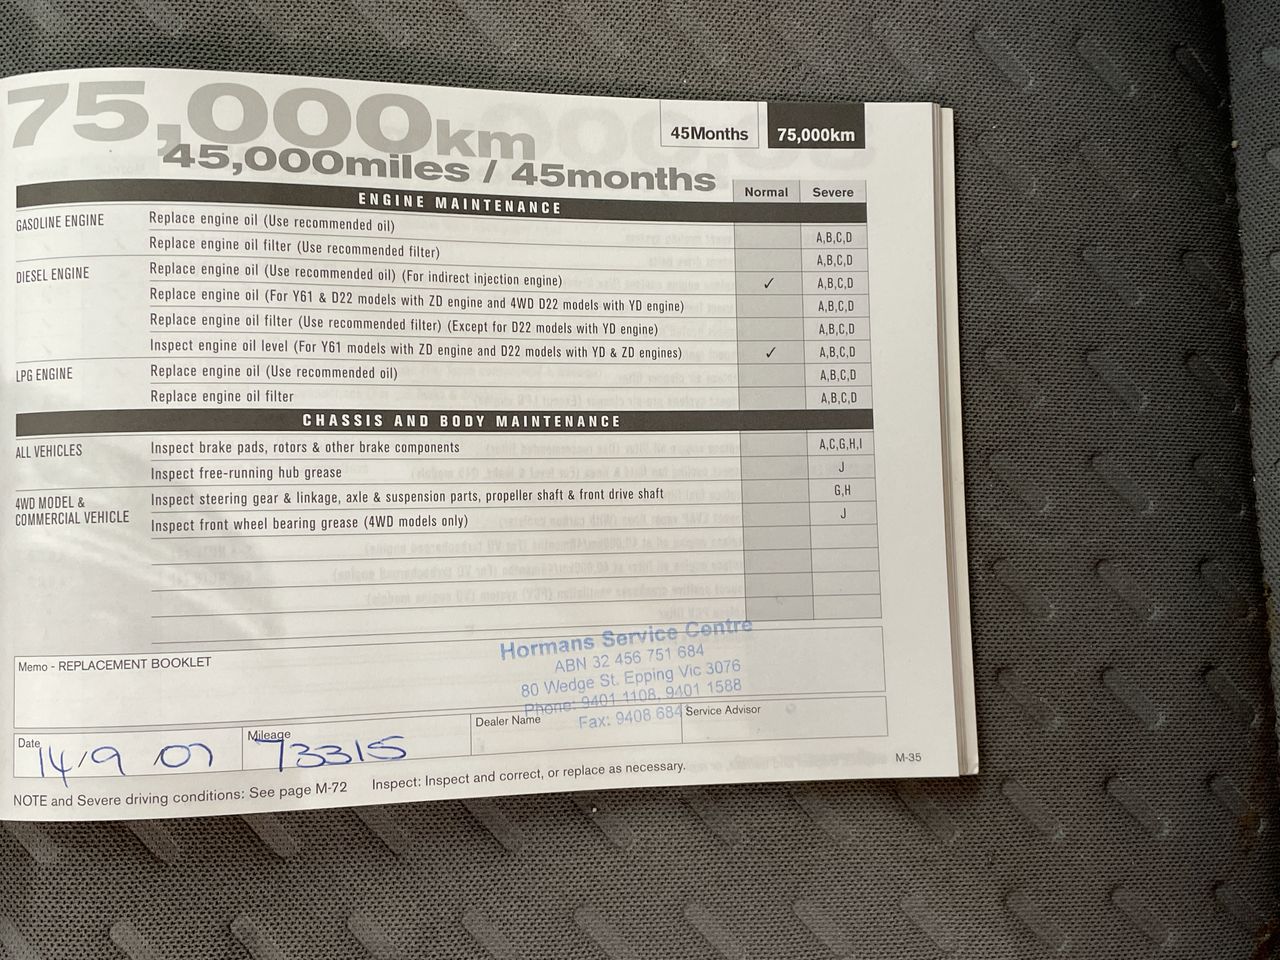 75,000km
45,000miles / 45months
45Months 75,000km
Normal Severe
ENGINE MAINTENANCE
GASOLINE ENGINE Replace engine oil (Use recommended oil) A,B,C,D
Replace engine oil filter (Use recommended filter) A,B,C,D
DIESEL ENGINE Replace engine oil (Use recommended oil) (For indirect injection engine) ✓ A,B,C,D
Replace engine oil (For Y61 & D22 models with ZD engine and 4WD D22 models with YD engine) A,B,C,D
Replace engine oil filter (Use recommended filter) (Except for D22 models with YD engine) A,B,C,D
Inspect engine oil level (For Y61 models with ZD engine and D22 models with YD & ZD engines) ✓ A,B,C,D
LPG ENGINE Replace engine oil (Use recommended oil) A,B,C,D
Replace engine oil filter A,B,C,D
CHASSIS AND BODY MAINTENANCE
ALL VEHICLES Inspect brake pads, rotors & other brake components A,C,G,H,I
Inspect free-running hub grease J
4WD MODEL & COMMERCIAL VEHICLE Inspect steering gear & linkage, axle & suspension parts, propeller shaft & front drive shaft G,H
Inspect front wheel bearing grease (4WD models only) J
Memo - REPLACEMENT BOOKLET
Hormans Service Centre
ABN 32 456 751 684
80 Wedge St. Epping Vic 3076
Phone: 9401 1108, 9401 1588
Fax: 9408 684
Date 14/9 07 Mileage 73315 Dealer Name Service Advisor
NOTE and Severe driving conditions: See page M-72 Inspect: Inspect and correct, or replace as necessary.
M-35